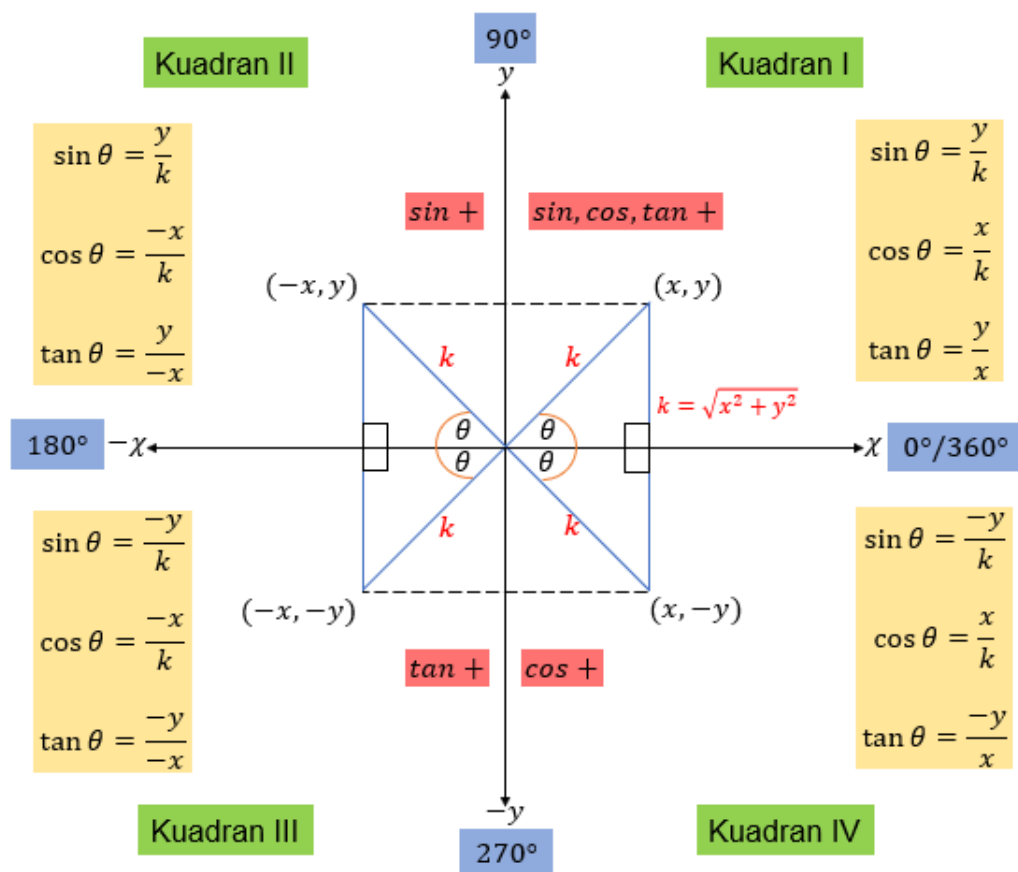 90°
Kuadran II
Kuadran I
y
sin θ = y/k
cos θ = −x/k
tan θ = y/−x
sin +
sin, cos, tan +
sin θ = y/k
cos θ = x/k
tan θ = y/x
(−x, y)
(x, y)
k
k
k = √(x² + y²)
180°
−x
θ
θ
θ
θ
x
0°/360°
k
k
(−x, −y)
(x, −y)
sin θ = −y/k
cos θ = −x/k
tan θ = −y/−x
tan +
cos +
sin θ = −y/k
cos θ = x/k
tan θ = −y/x
−y
Kuadran III
Kuadran IV
270°